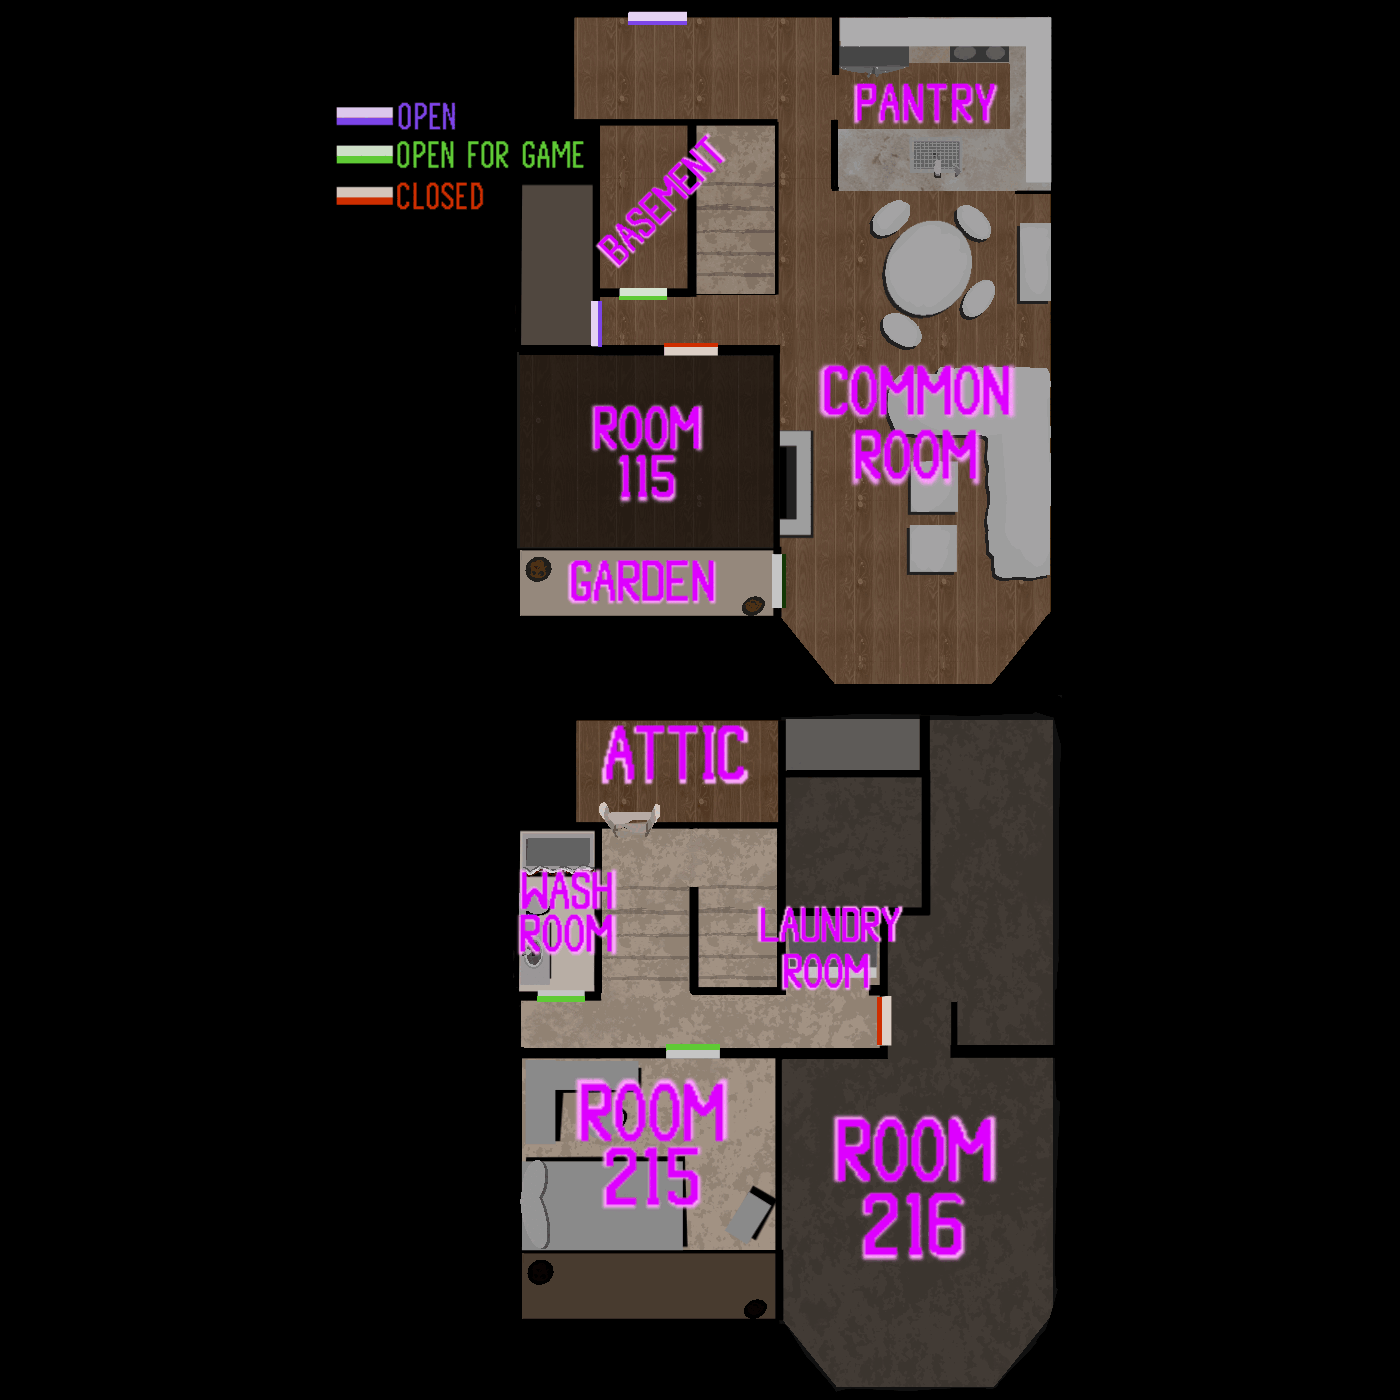 OPEN
OPEN FOR GAME
CLOSED
PANTRY
BASEMENT
COMMON
ROOM
ROOM
115
GARDEN
ATTIC
WASH
ROOM
LAUNDRY
ROOM
ROOM
215
ROOM
216